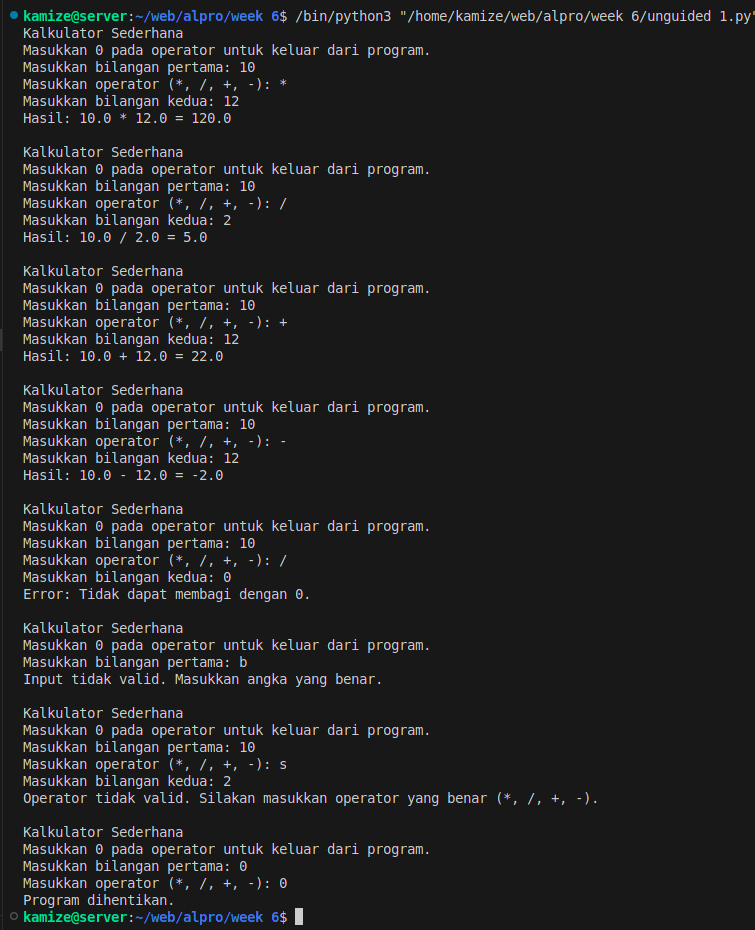 kamize@server:~/web/alpro/week 6$ /bin/python3 "/home/kamize/web/alpro/week 6/unguided 1.py"
Kalkulator Sederhana
Masukkan 0 pada operator untuk keluar dari program.
Masukkan bilangan pertama: 10
Masukkan operator (*, /, +, -): *
Masukkan bilangan kedua: 12
Hasil: 10.0 * 12.0 = 120.0

Kalkulator Sederhana
Masukkan 0 pada operator untuk keluar dari program.
Masukkan bilangan pertama: 10
Masukkan operator (*, /, +, -): /
Masukkan bilangan kedua: 2
Hasil: 10.0 / 2.0 = 5.0

Kalkulator Sederhana
Masukkan 0 pada operator untuk keluar dari program.
Masukkan bilangan pertama: 10
Masukkan operator (*, /, +, -): +
Masukkan bilangan kedua: 12
Hasil: 10.0 + 12.0 = 22.0

Kalkulator Sederhana
Masukkan 0 pada operator untuk keluar dari program.
Masukkan bilangan pertama: 10
Masukkan operator (*, /, +, -): -
Masukkan bilangan kedua: 12
Hasil: 10.0 - 12.0 = -2.0

Kalkulator Sederhana
Masukkan 0 pada operator untuk keluar dari program.
Masukkan bilangan pertama: 10
Masukkan operator (*, /, +, -): /
Masukkan bilangan kedua: 0
Error: Tidak dapat membagi dengan 0.

Kalkulator Sederhana
Masukkan 0 pada operator untuk keluar dari program.
Masukkan bilangan pertama: b
Input tidak valid. Masukkan angka yang benar.

Kalkulator Sederhana
Masukkan 0 pada operator untuk keluar dari program.
Masukkan bilangan pertama: 10
Masukkan operator (*, /, +, -): s
Masukkan bilangan kedua: 2
Operator tidak valid. Silakan masukkan operator yang benar (*, /, +, -).

Kalkulator Sederhana
Masukkan 0 pada operator untuk keluar dari program.
Masukkan bilangan pertama: 0
Masukkan operator (*, /, +, -): 0
Program dihentikan.
kamize@server:~/web/alpro/week 6$